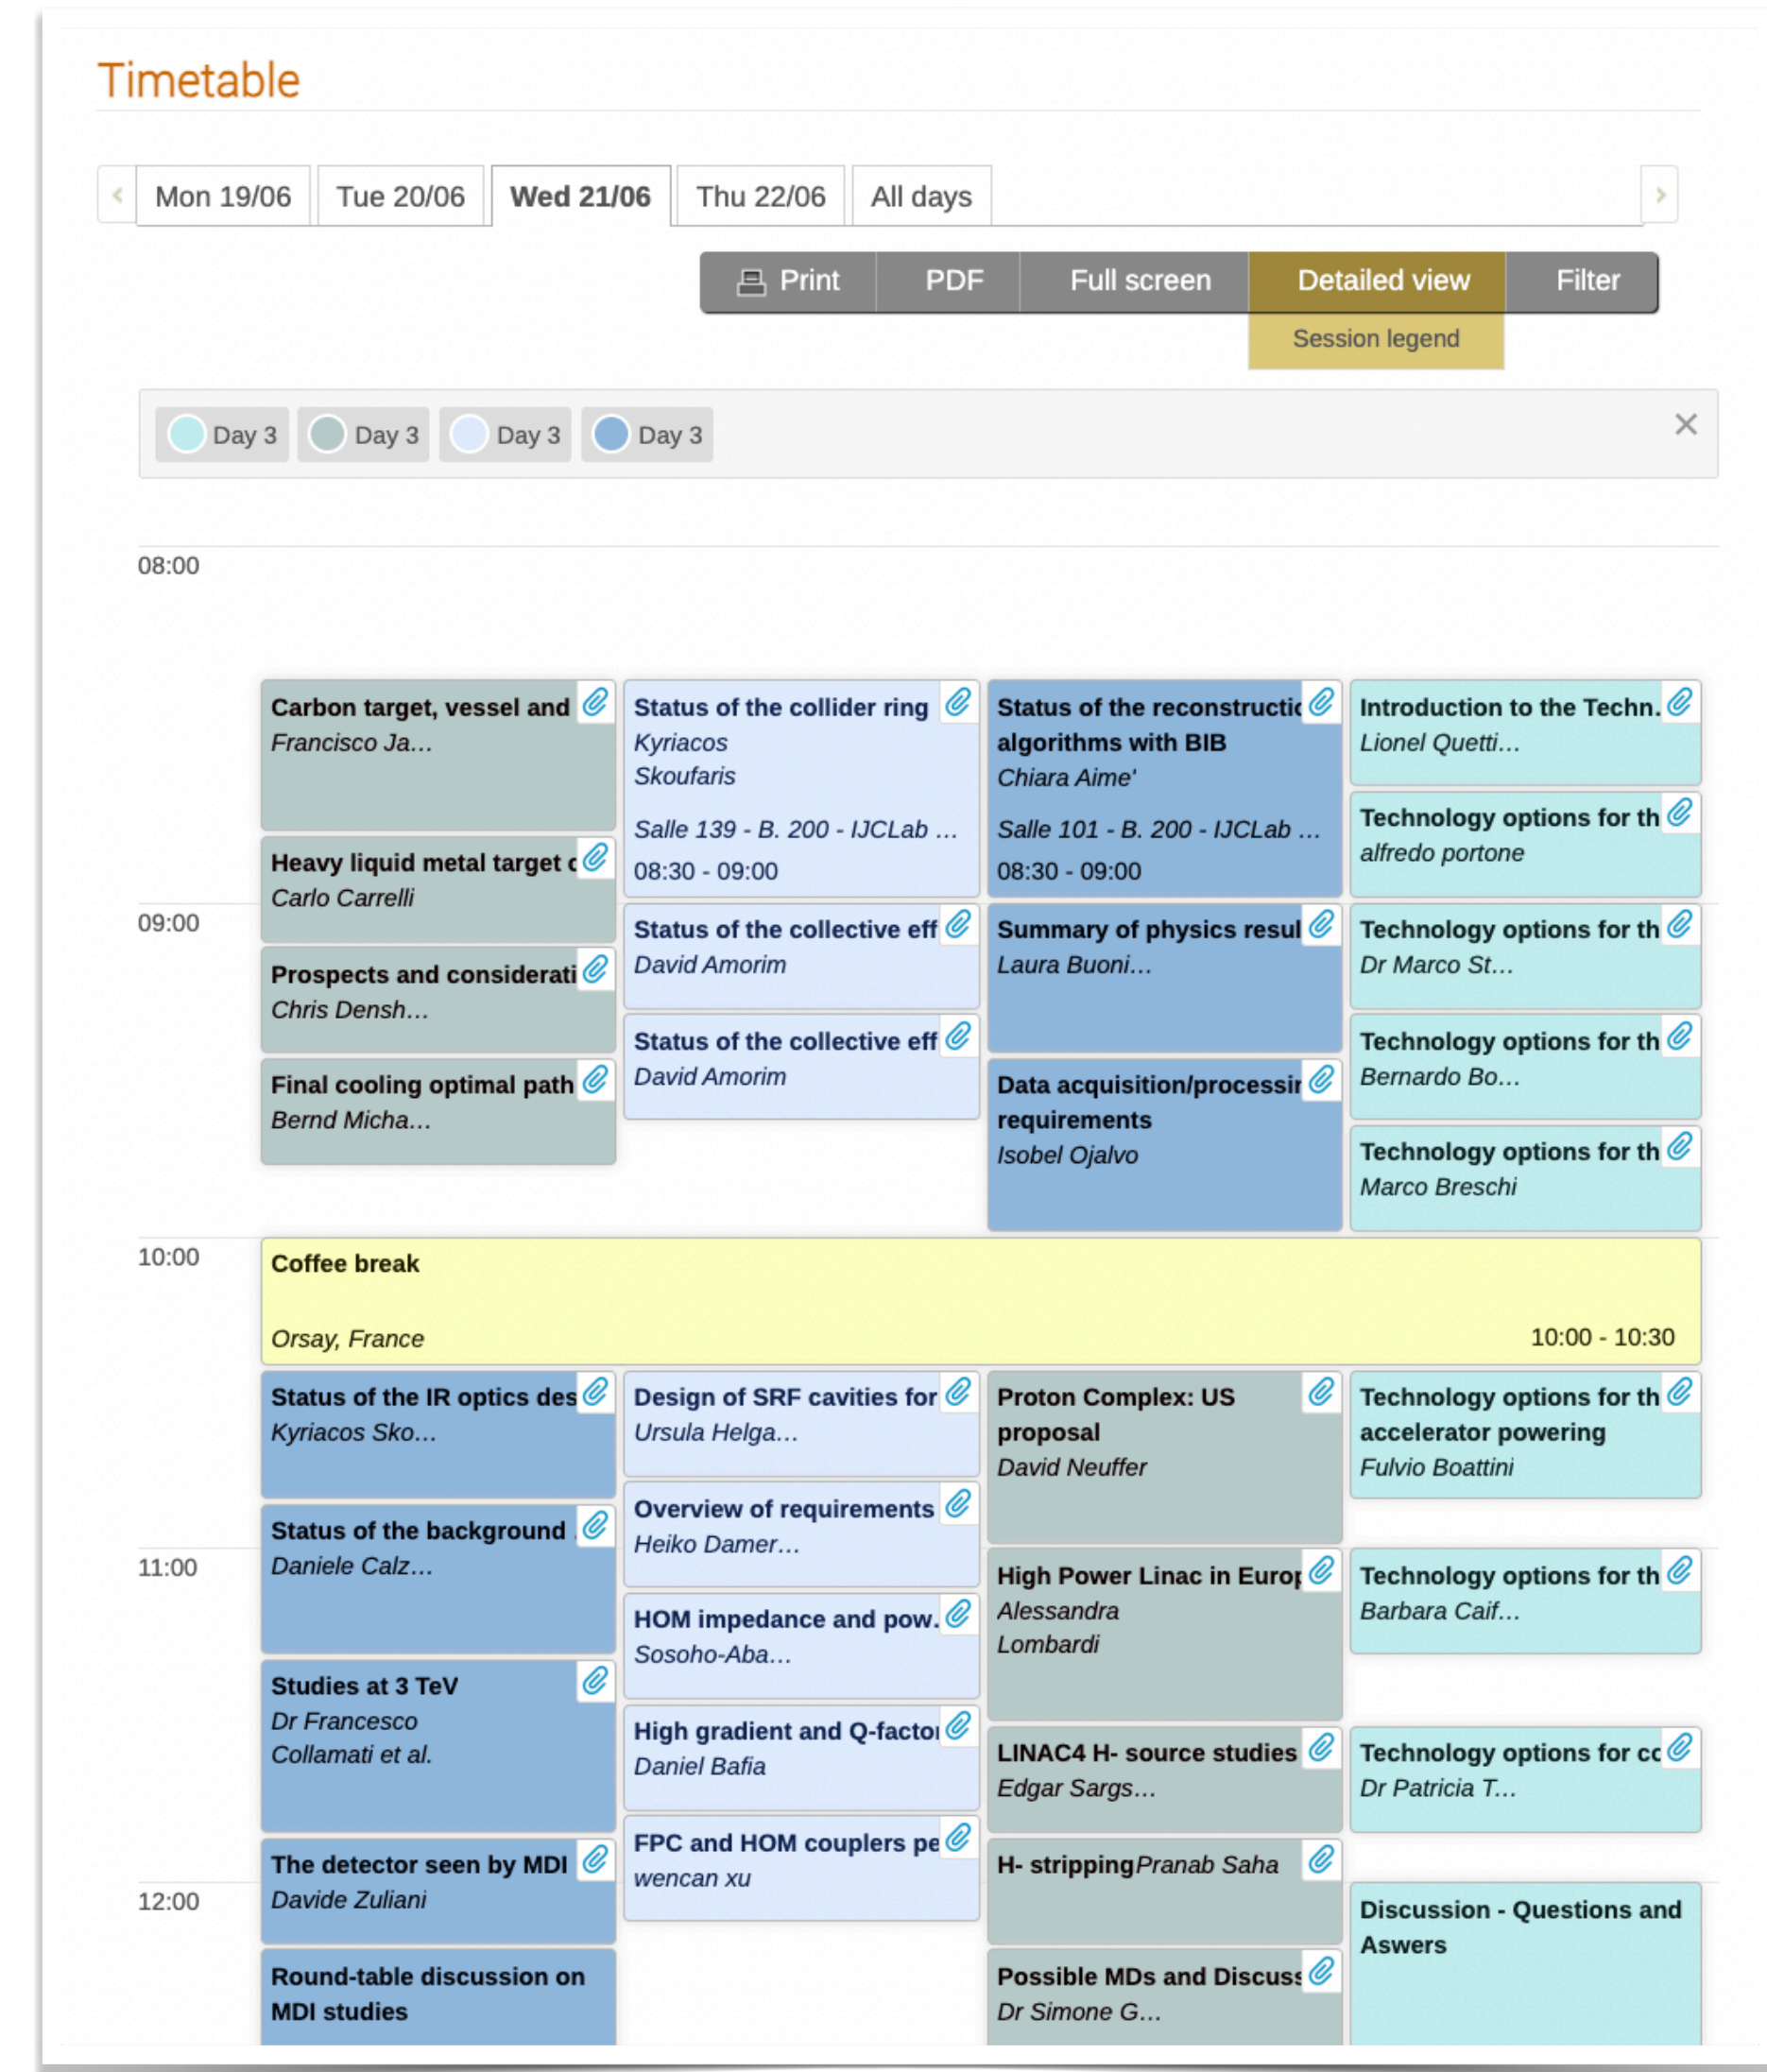 Timetable
Mon 19/06 Tue 20/06 Wed 21/06 Thu 22/06 All days
Print PDF Full screen Detailed view Filter
Session legend
Day 3 Day 3 Day 3 Day 3
08:00
Carbon target, vessel and
Francisco Ja…
Heavy liquid metal target
Carlo Carrelli
Prospects and considerati
Chris Densh…
Final cooling optimal path
Bernd Micha…
Status of the collider ring
Kyriacos
Skoufaris
Salle 139 - B. 200 - IJCLab …
08:30 - 09:00
Status of the collective eff
David Amorim
Status of the collective eff
David Amorim
Status of the reconstructio
algorithms with BIB
Chiara Aime'
Salle 101 - B. 200 - IJCLab …
08:30 - 09:00
Summary of physics resul
Laura Buoni…
Data acquisition/processin
requirements
Isobel Ojalvo
Introduction to the Techn.
Lionel Quetti…
Technology options for th
alfredo portone
Technology options for th
Dr Marco St…
Technology options for th
Bernardo Bo…
Technology options for th
Marco Breschi
09:00
10:00
Coffee break
Orsay, France 10:00 - 10:30
Status of the IR optics des
Kyriacos Sko…
Status of the background
Daniele Calz…
Studies at 3 TeV
Dr Francesco
Collamati et al.
The detector seen by MDI
Davide Zuliani
Round-table discussion on
MDI studies
Design of SRF cavities for
Ursula Helga…
Overview of requirements
Heiko Damer…
HOM impedance and pow.
Sosoho-Aba…
High gradient and Q-factor
Daniel Bafia
FPC and HOM couplers pe
wencan xu
Proton Complex: US
proposal
David Neuffer
High Power Linac in Europ
Alessandra
Lombardi
LINAC4 H- source studies
Edgar Sargs…
H- stripping Pranab Saha
Possible MDs and Discuss
Dr Simone G…
Technology options for th
accelerator powering
Fulvio Boattini
Technology options for th
Barbara Caif…
Technology options for co
Dr Patricia T…
Discussion - Questions and
Aswers
11:00
12:00